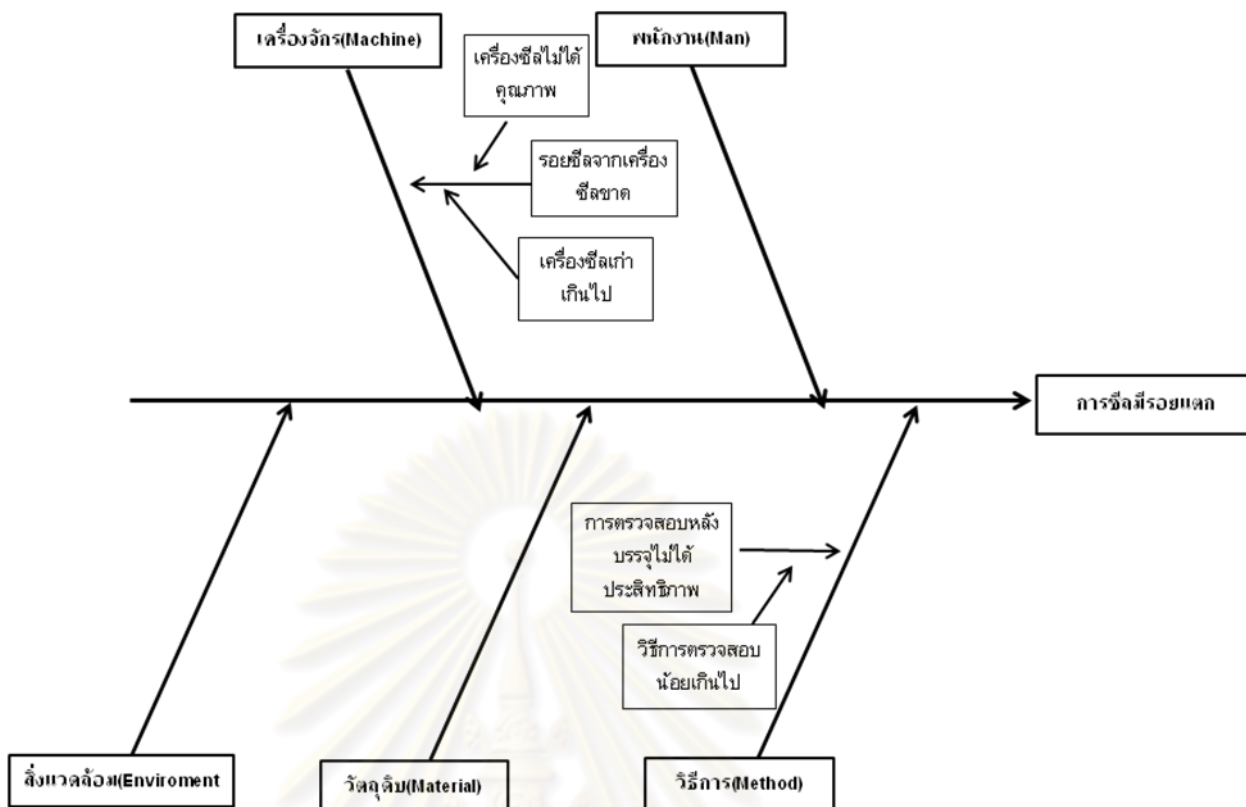 เครื่องจักร(Machine)
พนักงาน(Man)
เครื่องซีลไม่ได้
คุณภาพ
รอยซีลจากเครื่อง
ซีลขาด
เครื่องซีลเก่า
เกินไป
การซีลมีรอยแตก
การตรวจสอบหลัง
บรรจุไม่ได้
ประสิทธิภาพ
วิธีการตรวจสอบ
น้อยเกินไป
สิ่งแวดล้อม(Enviroment
วัตถุดิบ(Material)
วิธีการ(Method)